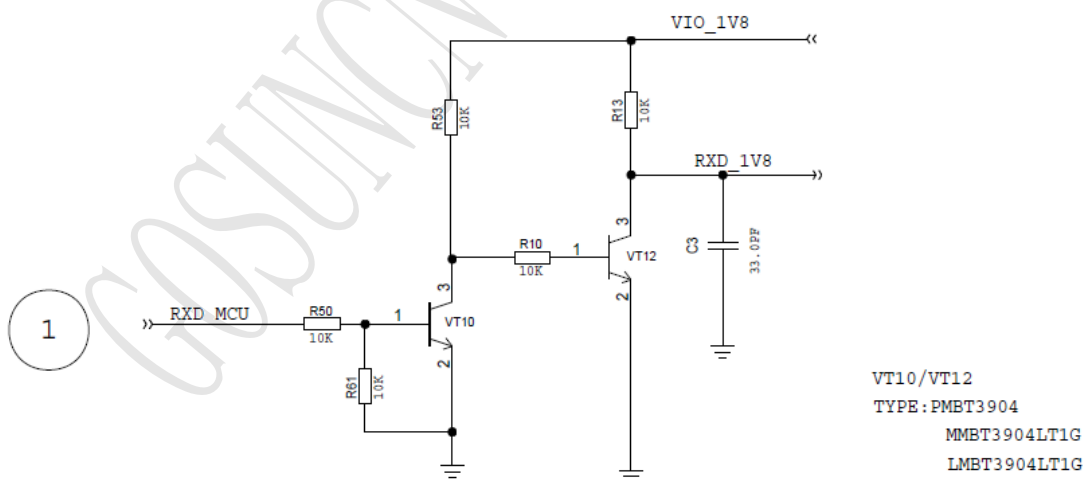 VIO_1V8
R53
10K
R13
10K
RXD_1V8
3
R10
1
VT12
10K
C3
33.0PF
2
3
1
RXD_MCU
R50
1
VT10
10K
2
R61
10K
VT10/VT12
TYPE:PMBT3904
MMBT3904LT1G
LMBT3904LT1G
GOSUNCN